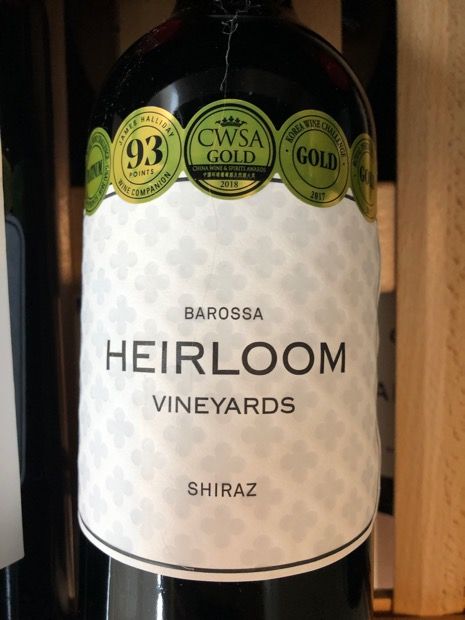 JAMES HALLIDAY
93
POINTS
WINE COMPANION
CWSA
GOLD
CHINA WINE & SPIRITS AWARDS
2018
KOREA WINE CHALLENGE
GOLD
2017
BAROSSA
HEIRLOOM
VINEYARDS
SHIRAZ